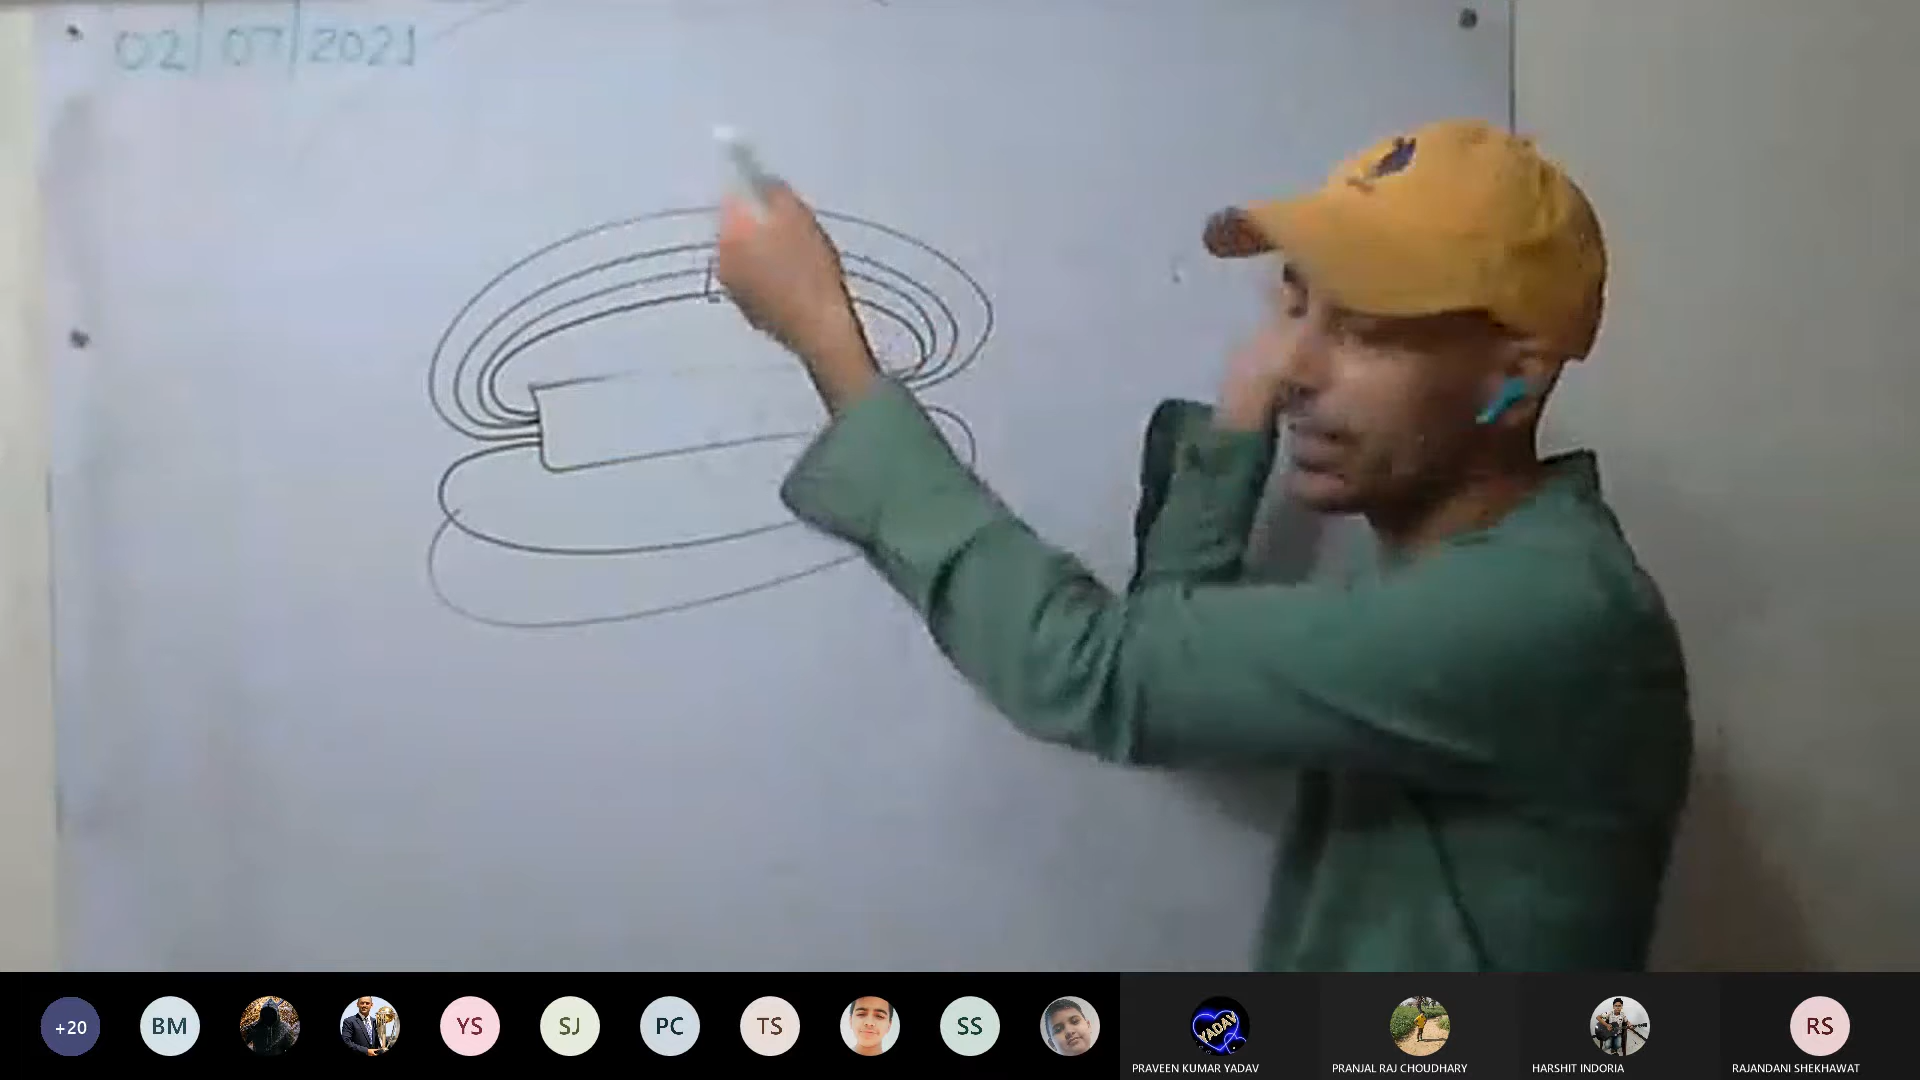 02/07/2021
+20
BM
YS
SJ
PC
TS
SS
YADAV
RS
PRAVEEN KUMAR YADAV
PRANJAL RAJ CHOUDHARY
HARSHIT INDORIA
RAJANDANI SHEKHAWAT